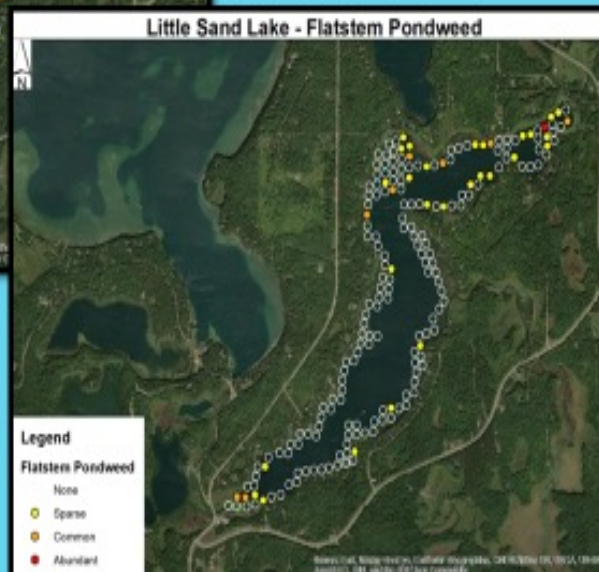 Little Sand Lake - Flatstem Pondweed
N
Legend
Flatstem Pondweed
None
Sparse
Common
Abundant